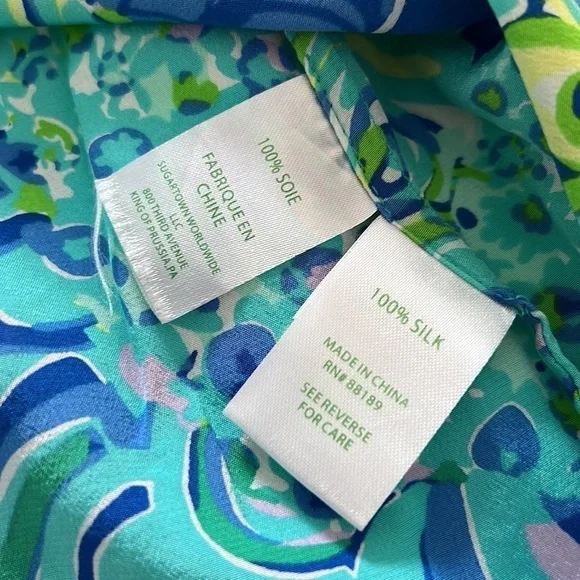 100% SOIE
FABRIQUE EN
CHINE
SUGARTOWN WORLDWIDE
LLC
800 THIRD AVENUE
KING OF PRUSSIA.PA
100% SILK
MADE IN CHINA
RN# 88189
SEE REVERSE
FOR CARE